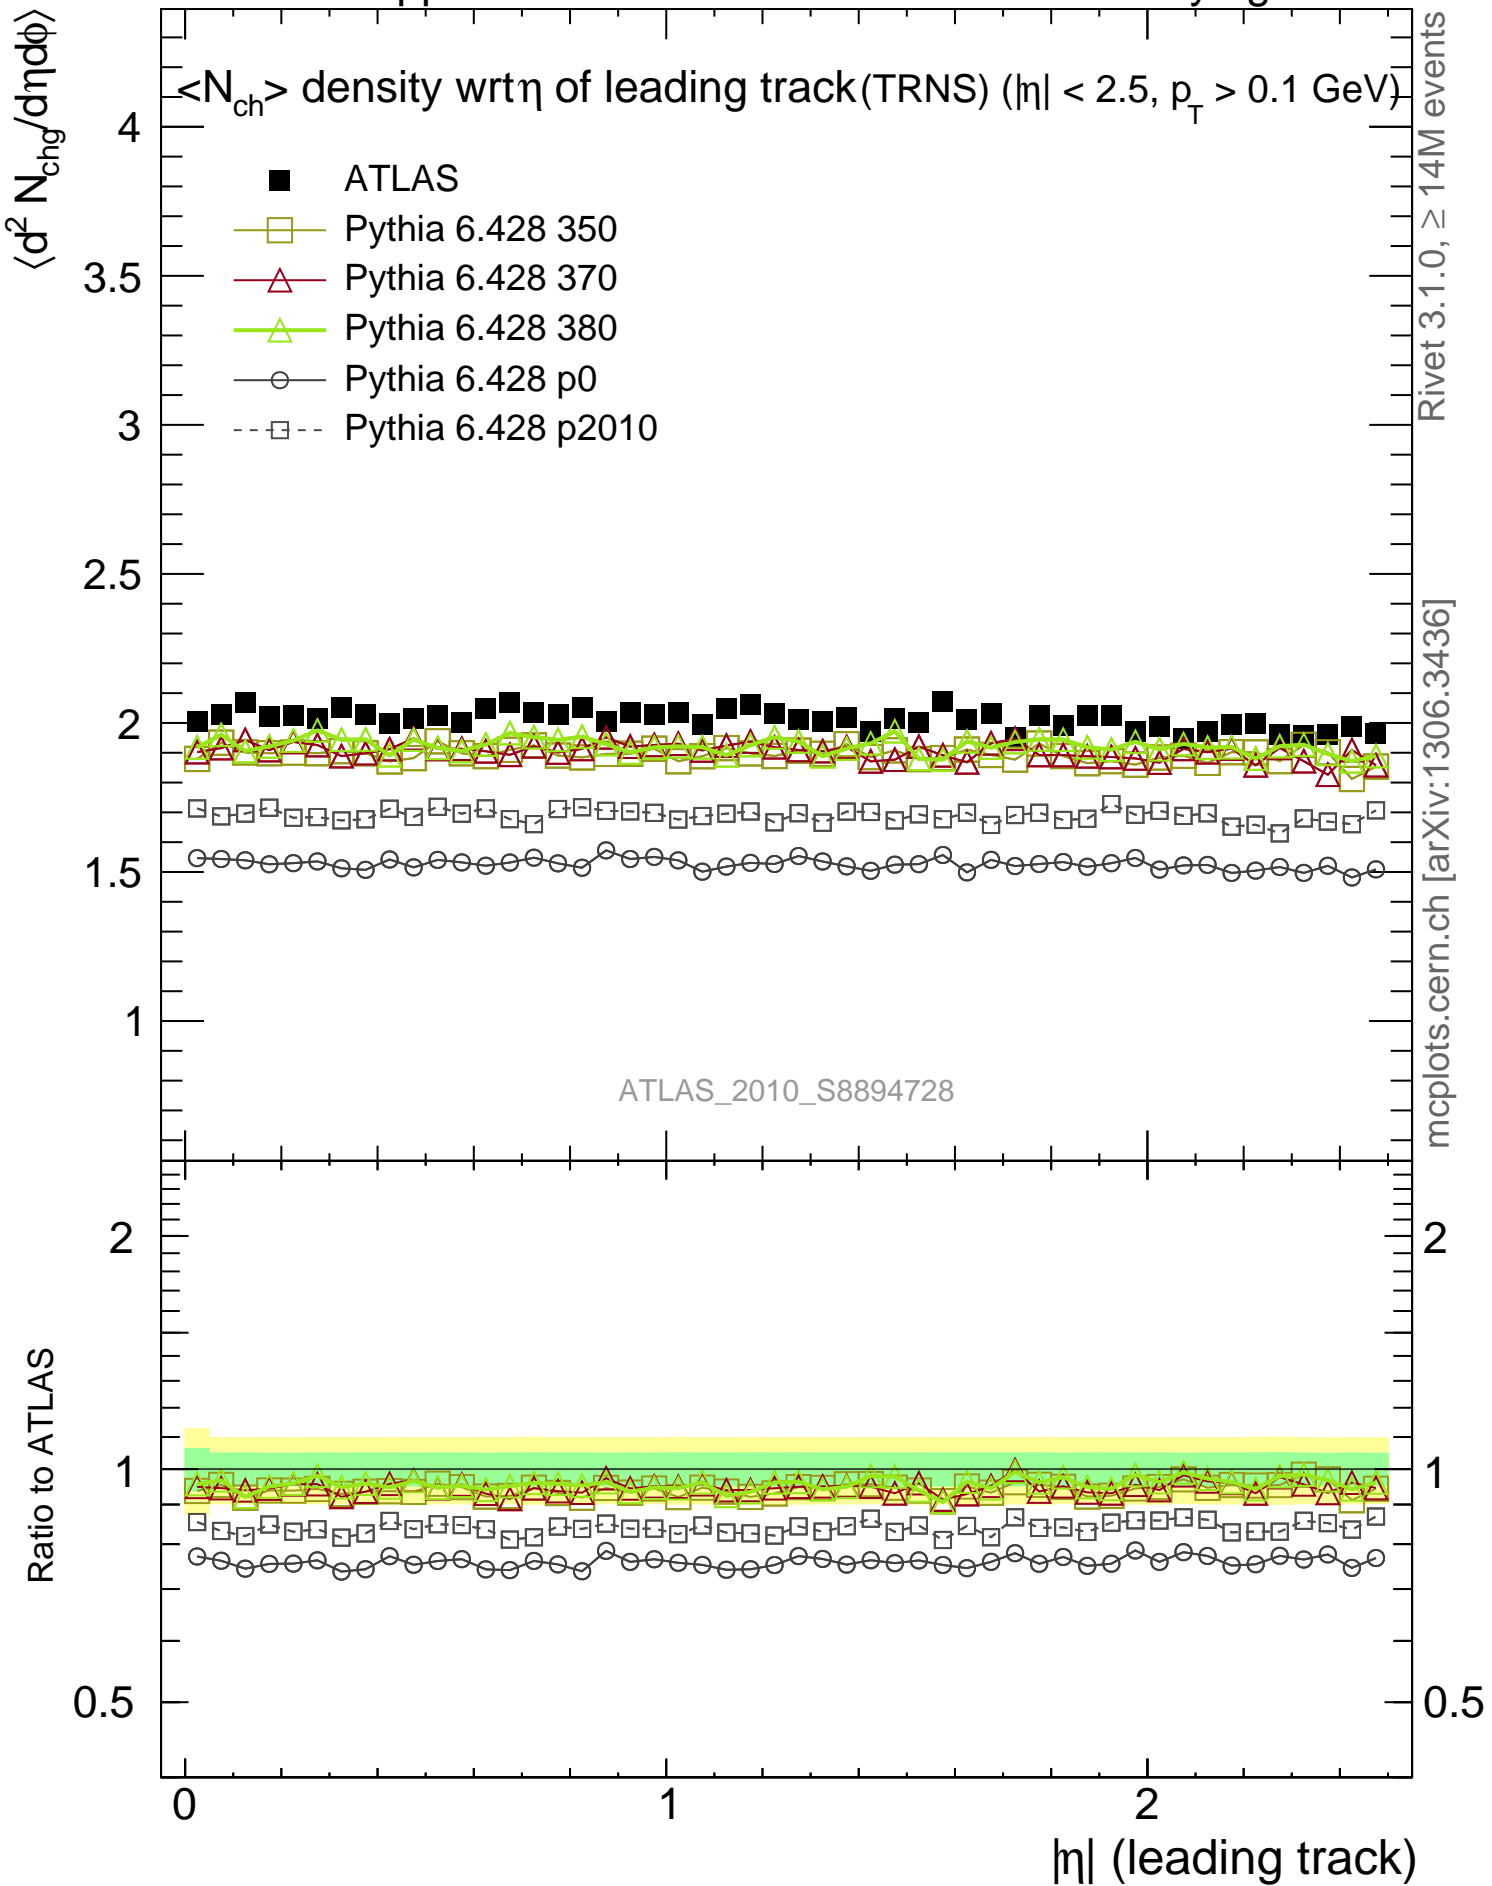 ⟨d² N_chg/dηdϕ⟩
<N_ch> density wrt η of leading track (TRNS) (|η| < 2.5, p_T > 0.1 GeV)
ATLAS
Pythia 6.428 350
Pythia 6.428 370
Pythia 6.428 380
Pythia 6.428 p0
Pythia 6.428 p2010
4
3.5
3
2.5
2
1.5
1
ATLAS_2010_S8894728
Rivet 3.1.0, ≥ 14M events
mcplots.cern.ch [arXiv:1306.3436]
Ratio to ATLAS
2
1
0.5
2
1
0.5
0
1
2
|η| (leading track)